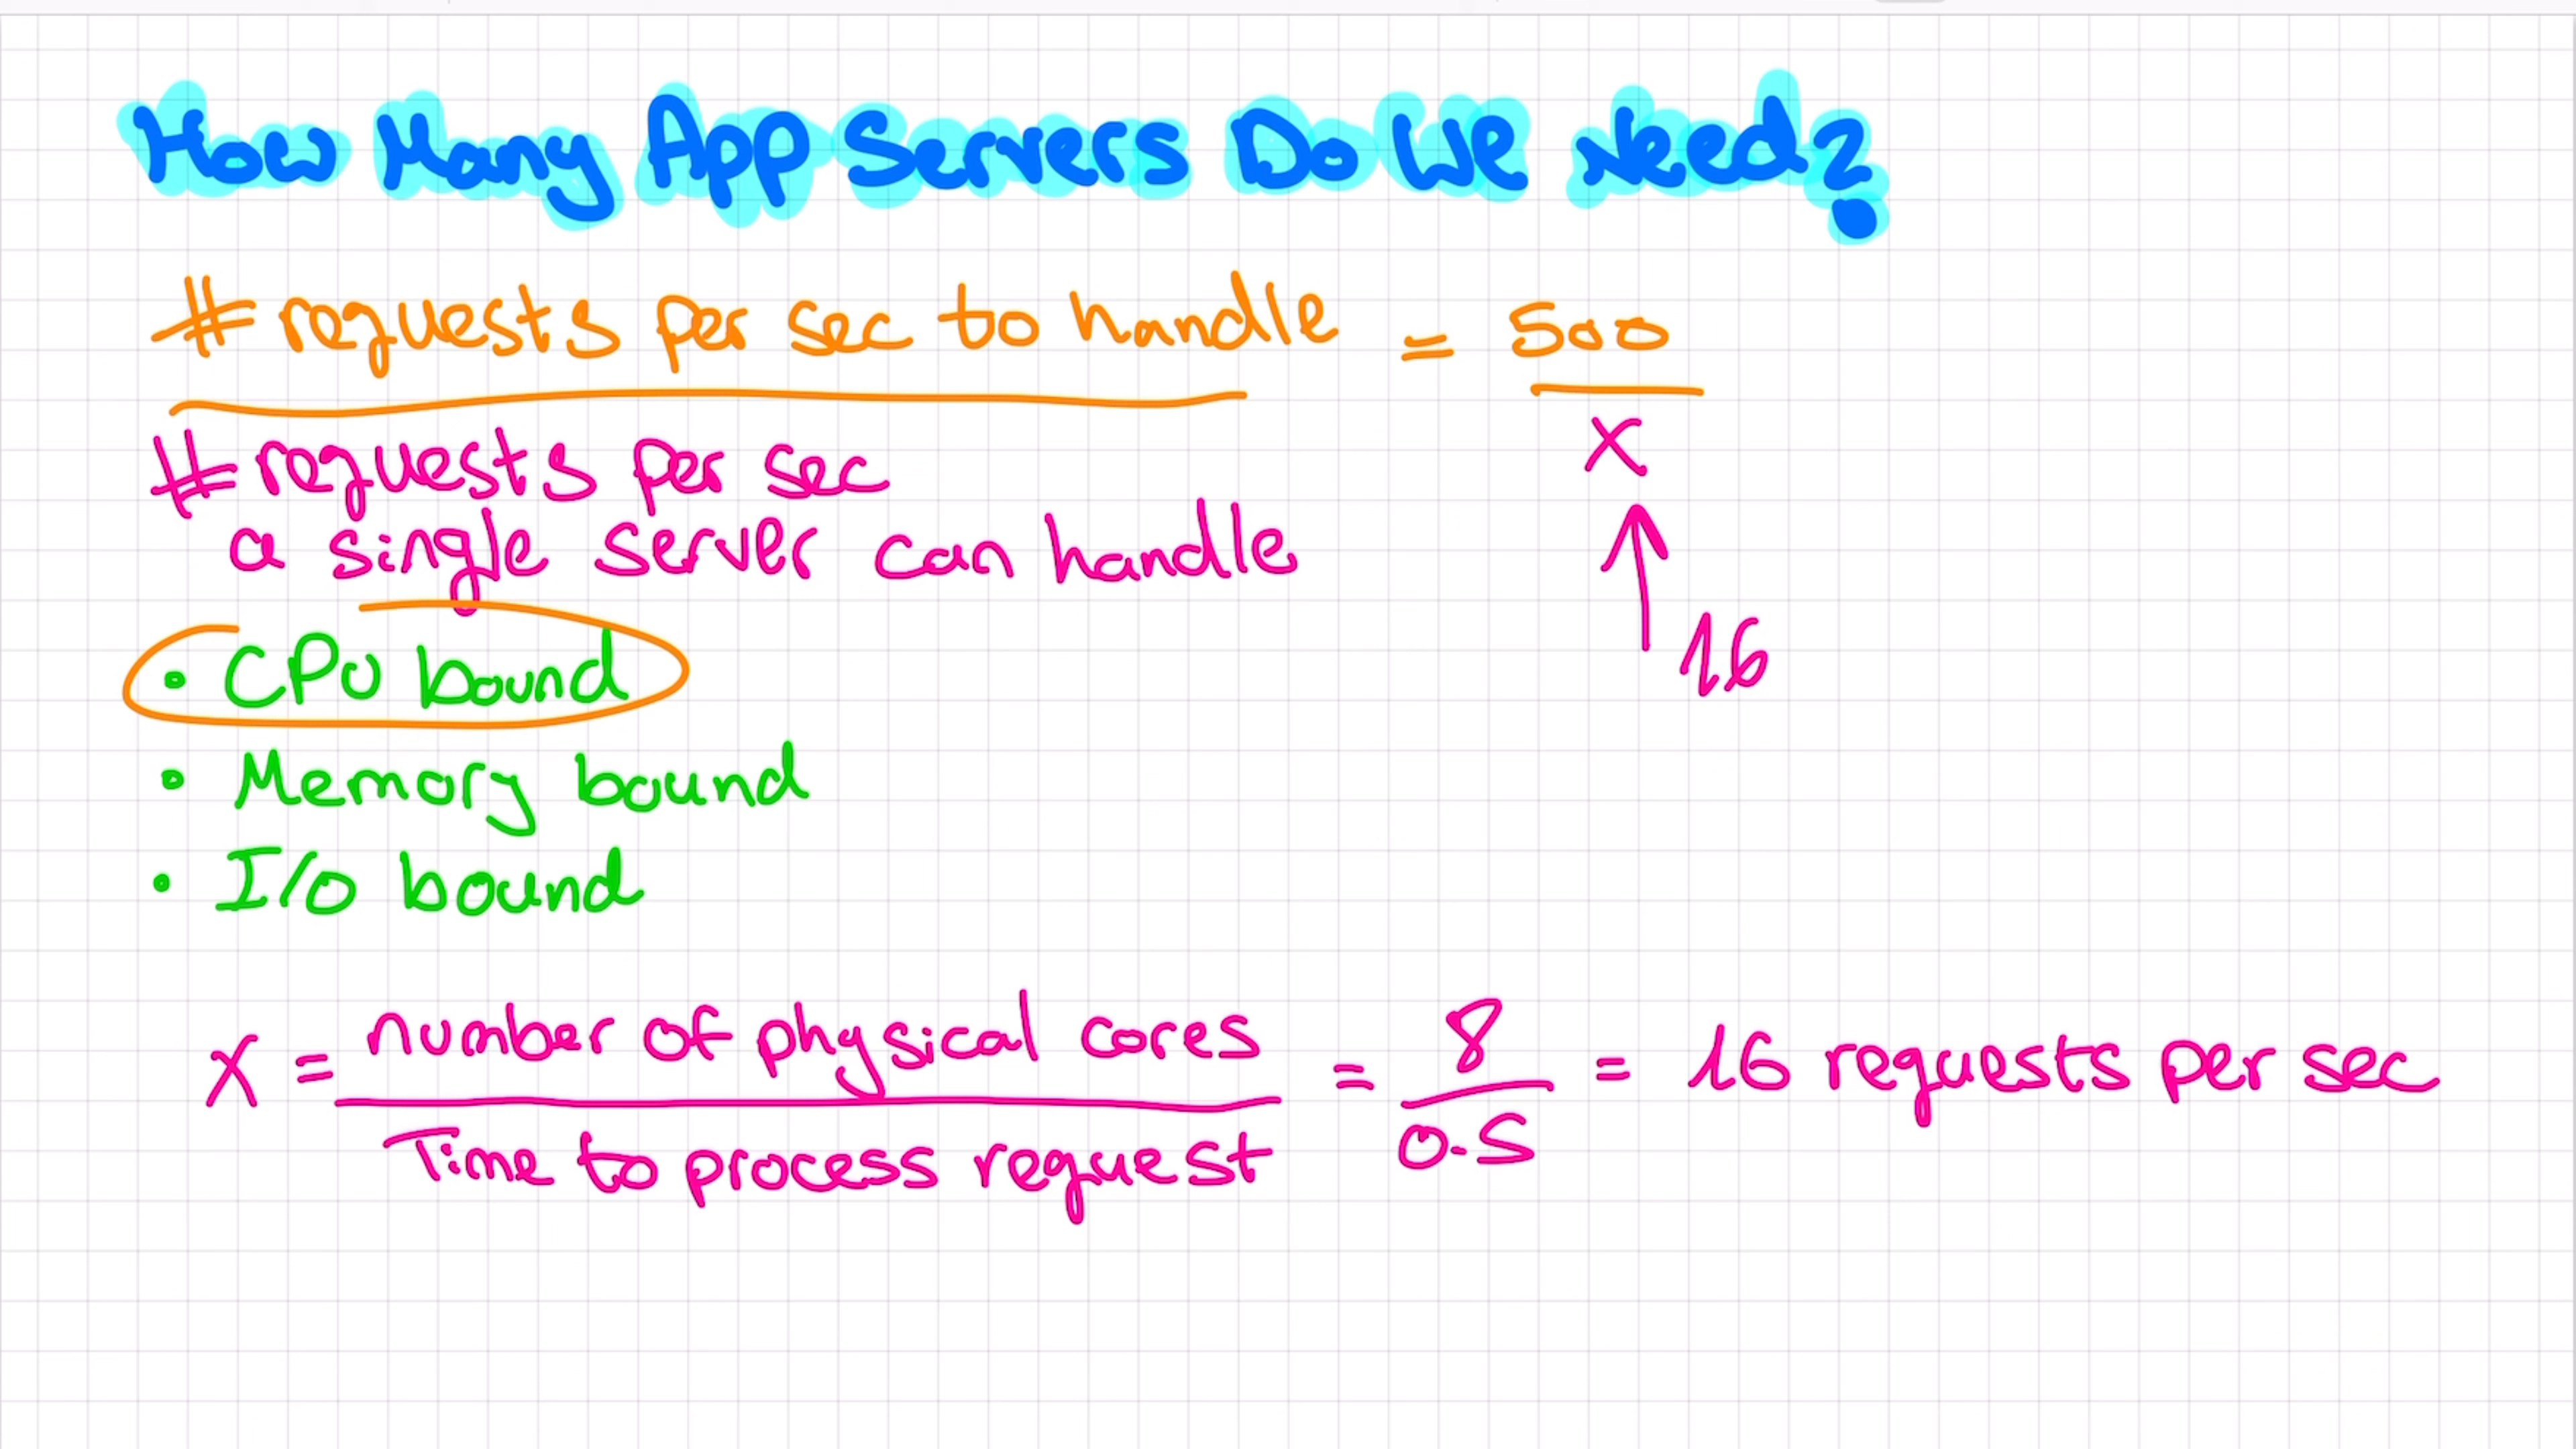 How Many App Servers Do We Need?
# requests per sec to handle = 500
# requests per sec
a single server can handle
X
16
• CPU bound
• Memory bound
• I/O bound
X = number of physical cores = 8 = 16 requests per sec
Time to process request 0.5